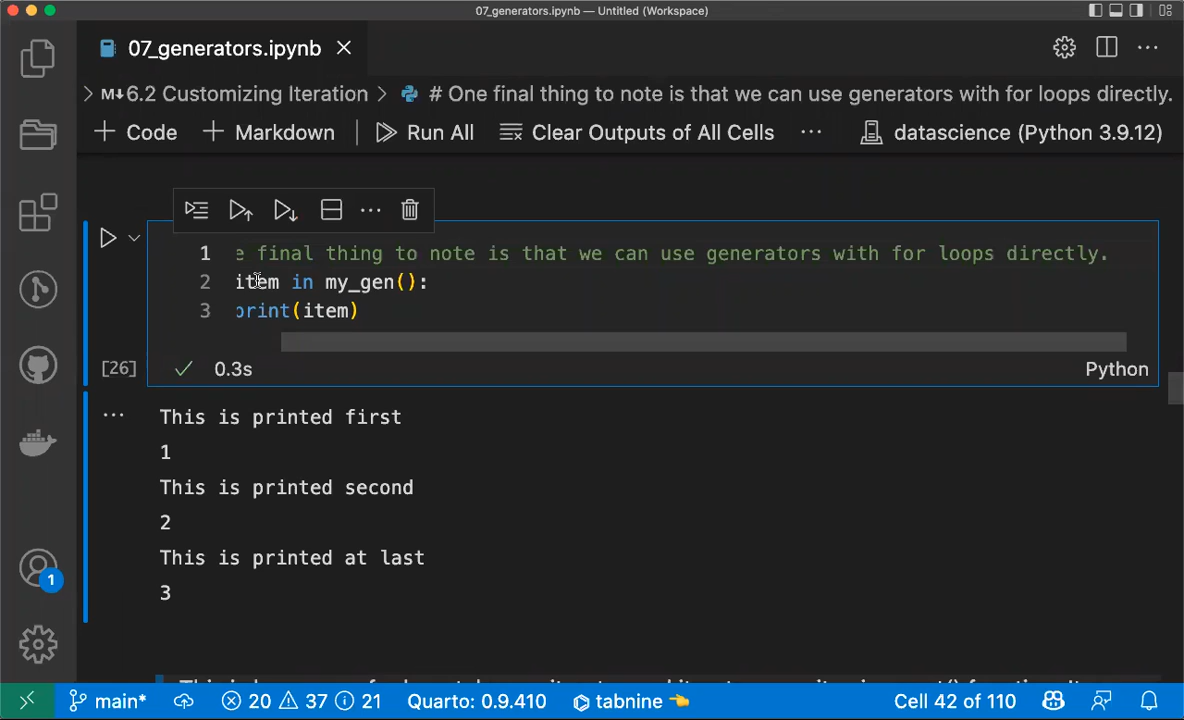 07_generators.ipynb — Untitled (Workspace)
07_generators.ipynb
6.2 Customizing Iteration > # One final thing to note is that we can use generators with for loops directly.
+ Code + Markdown Run All Clear Outputs of All Cells ... datascience (Python 3.9.12)
1 e final thing to note is that we can use generators with for loops directly.
2 item in my_gen():
3 print(item)
[26] ✓ 0.3s Python
This is printed first
1
This is printed second
2
This is printed at last
3
1
main* 20 37 21 Quarto: 0.9.410 tabnine Cell 42 of 110